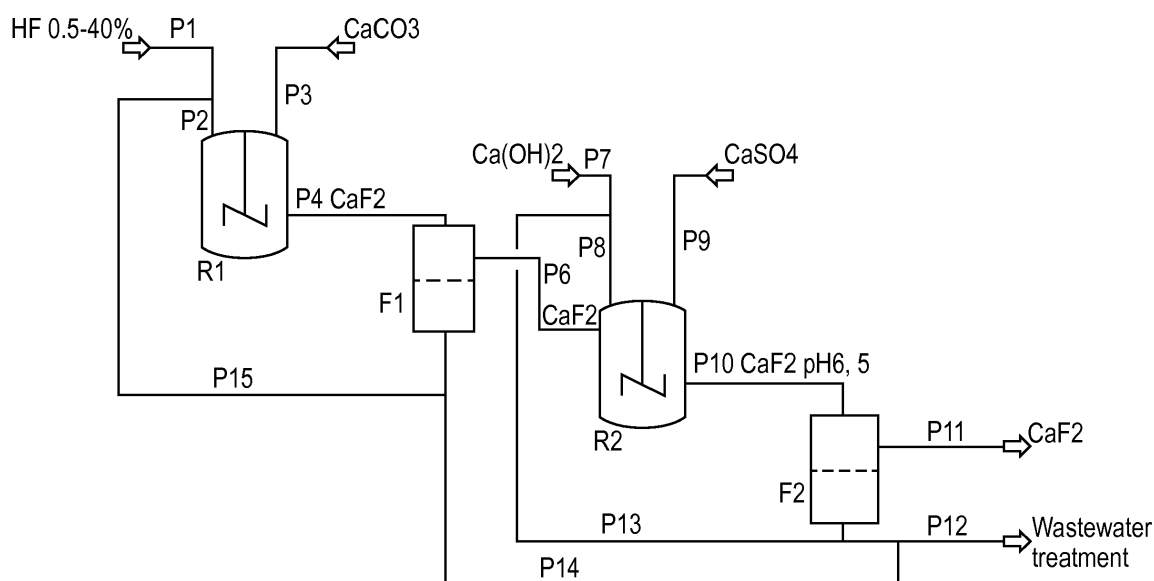 HF 0.5-40%
P1
CaCO3
P2
P3
P4 CaF2
R1
Ca(OH)2
P7
CaSO4
P8
P9
P6
F1
CaF2
P10 CaF2 pH6, 5
P15
R2
P11
CaF2
F2
P13
P12
Wastewater
treatment
P14